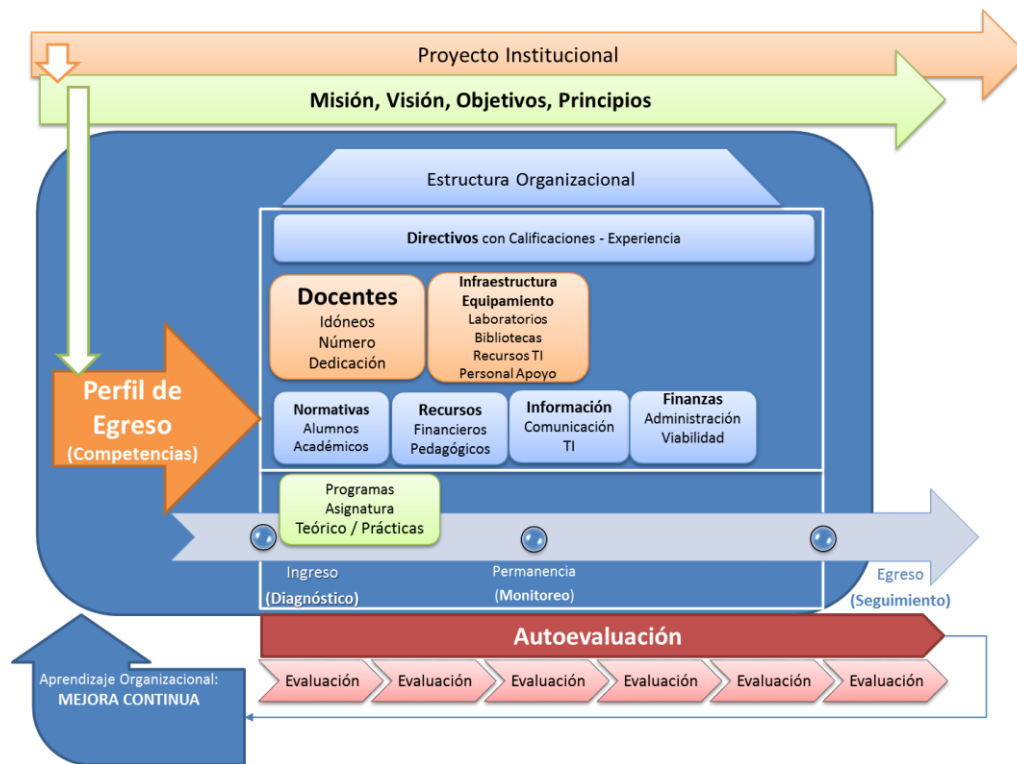 Proyecto Institucional
Misión, Visión, Objetivos, Principios
Estructura Organizacional
Directivos con Calificaciones - Experiencia
Docentes
Idóneos
Número
Dedicación
Infraestructura
Equipamiento
Laboratorios
Bibliotecas
Recursos TI
Personal Apoyo
Perfil de
Egreso
(Competencias)
Normativas
Alumnos
Académicos
Recursos
Financieros
Pedagógicos
Información
Comunicación
TI
Finanzas
Administración
Viabilidad
Programas
Asignatura
Teórico / Prácticas
Ingreso
(Diagnóstico)
Permanencia
(Monitoreo)
Egreso
(Seguimiento)
Autoevaluación
Evaluación
Evaluación
Evaluación
Evaluación
Evaluación
Evaluación
Aprendizaje Organizacional:
MEJORA CONTINUA